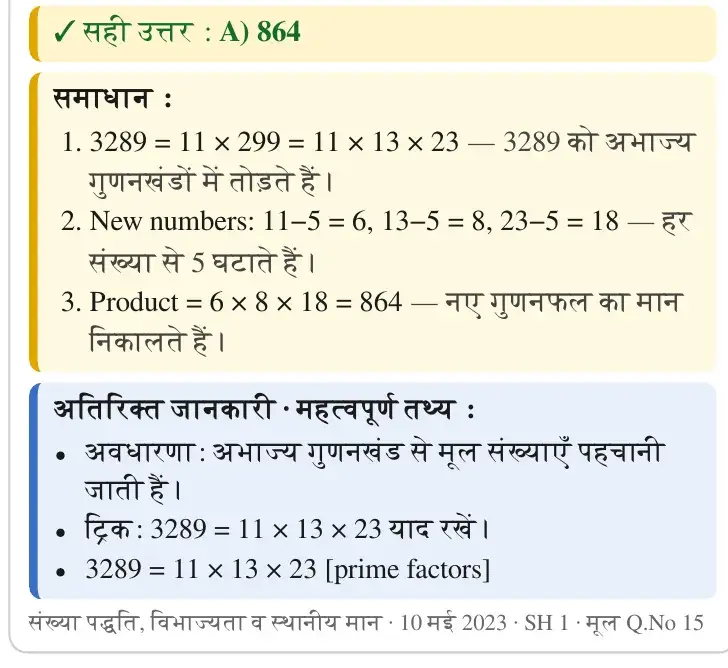 ✓ सही उत्तर : A) 864
समाधान :
1. 3289 = 11 × 299 = 11 × 13 × 23 — 3289 को अभाज्य
गुणनखंडों में तोड़ते हैं।
2. New numbers: 11−5 = 6, 13−5 = 8, 23−5 = 18 — हर
संख्या से 5 घटाते हैं।
3. Product = 6 × 8 × 18 = 864 — नए गुणनफल का मान
निकालते हैं।
अतिरिक्त जानकारी · महत्वपूर्ण तथ्य :
• अवधारणा : अभाज्य गुणनखंड से मूल संख्याएँ पहचानी
जाती हैं।
• ट्रिक : 3289 = 11 × 13 × 23 याद रखें।
• 3289 = 11 × 13 × 23 [prime factors]
संख्या पद्धति, विभाज्यता व स्थानीय मान · 10 मई 2023 · SH 1 · मूल Q.No 15